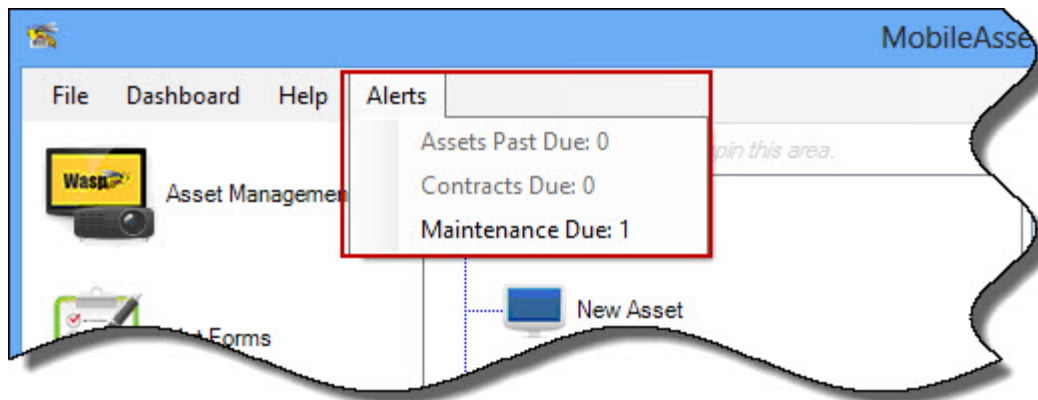 MobileAsse
File Dashboard Help Alerts
Assets Past Due: 0
pin this area.
Contracts Due: 0
Wasp
Asset Managemen
Maintenance Due: 1
New Asset
Forms